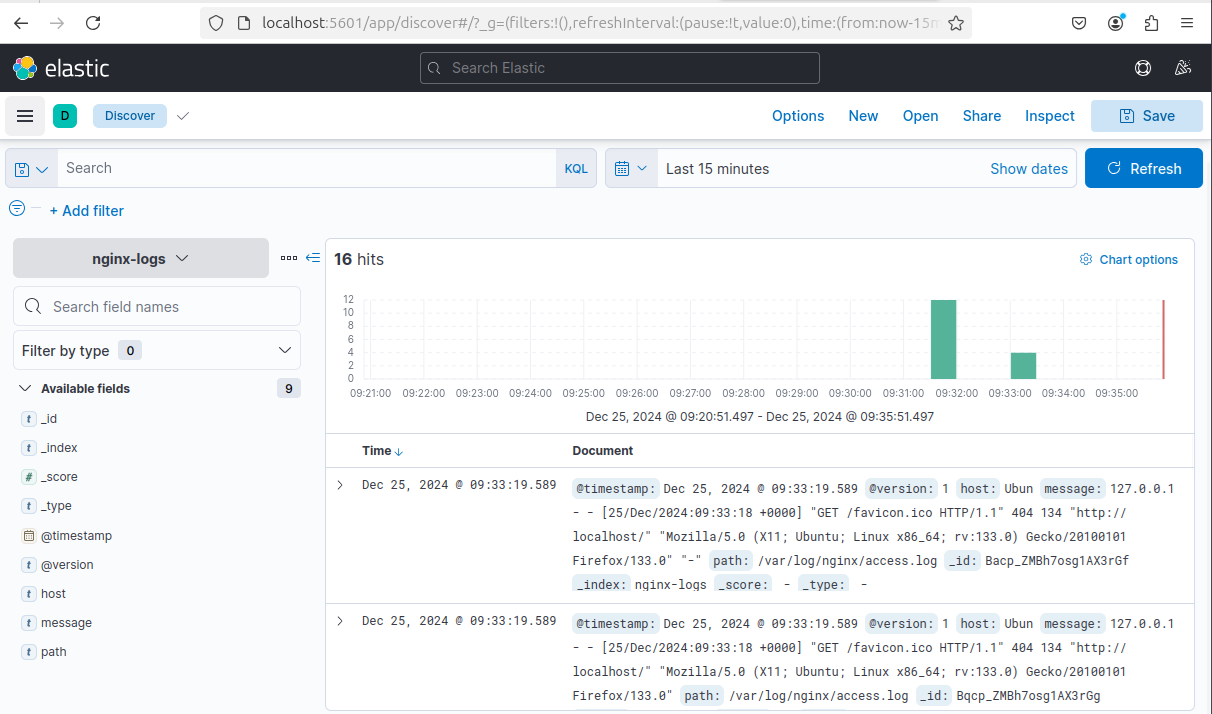 localhost:5601/app/discover#/?_g=(filters:!(),refreshInterval:(pause:!t,value:0),time:(from:now-15m
elastic
Search Elastic
D Discover
Options New Open Share Inspect Save
Search KQL
Last 15 minutes Show dates Refresh
+ Add filter
nginx-logs
Search field names
Filter by type 0
Available fields 9
t _id
t _index
# _score
t _type
@timestamp
t @version
t host
t message
t path
16 hits
Chart options
12
10
8
6
4
2
0
09:21:00 09:22:00 09:23:00 09:24:00 09:25:00 09:26:00 09:27:00 09:28:00 09:29:00 09:30:00 09:31:00 09:32:00 09:33:00 09:34:00 09:35:00
Dec 25, 2024 @ 09:20:51.497 - Dec 25, 2024 @ 09:35:51.497
Time Document
Dec 25, 2024 @ 09:33:19.589 @timestamp: Dec 25, 2024 @ 09:33:19.589 @version: 1 host: Ubun message: 127.0.0.1
- - [25/Dec/2024:09:33:18 +0000] "GET /favicon.ico HTTP/1.1" 404 134 "http://
localhost/" "Mozilla/5.0 (X11; Ubuntu; Linux x86_64; rv:133.0) Gecko/20100101
Firefox/133.0" "-" path: /var/log/nginx/access.log _id: Bacp_ZMBh7osg1AX3rGf
_index: nginx-logs _score: - _type: -
Dec 25, 2024 @ 09:33:19.589 @timestamp: Dec 25, 2024 @ 09:33:19.589 @version: 1 host: Ubun message: 127.0.0.1
- - [25/Dec/2024:09:33:18 +0000] "GET /favicon.ico HTTP/1.1" 404 134 "http://
localhost/" "Mozilla/5.0 (X11; Ubuntu; Linux x86_64; rv:133.0) Gecko/20100101
Firefox/133.0" path: /var/log/nginx/access.log _id: Bqcp_ZMBh7osg1AX3rGg